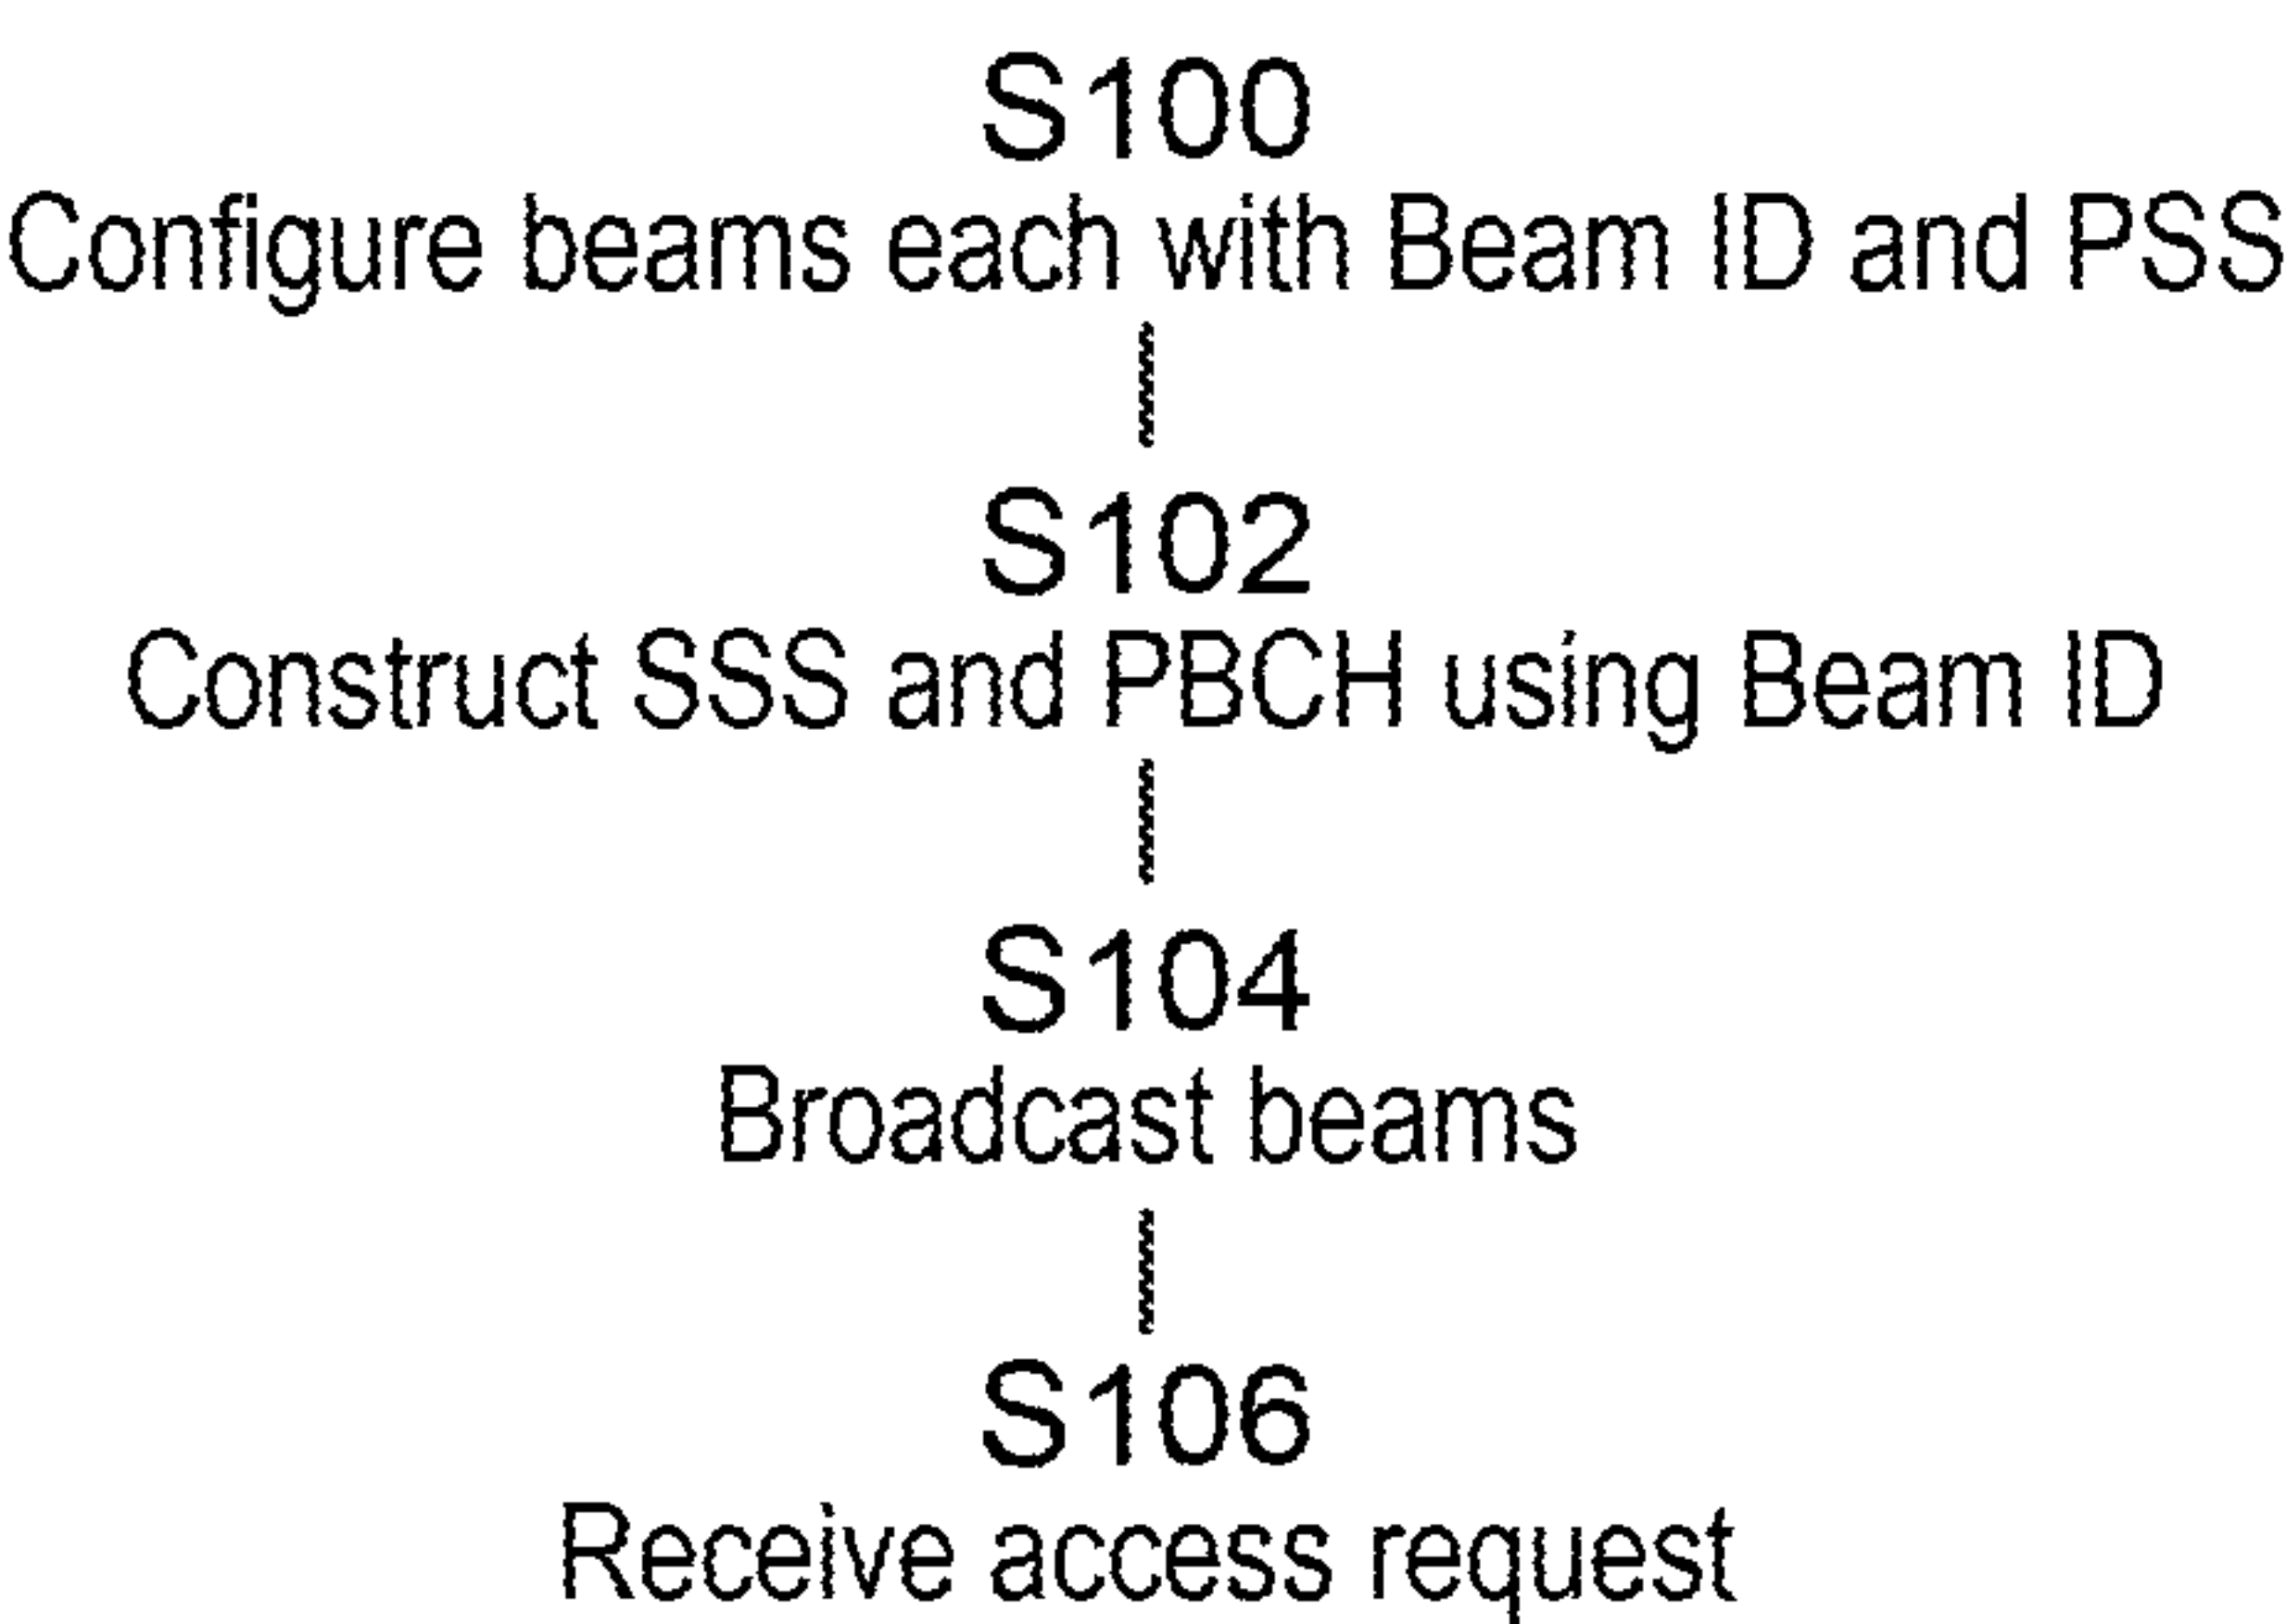 S100
Configure beams each with Beam ID and PSS
S102
Construct SSS and PBCH using Beam ID
S104
Broadcast beams
S106
Receive access request